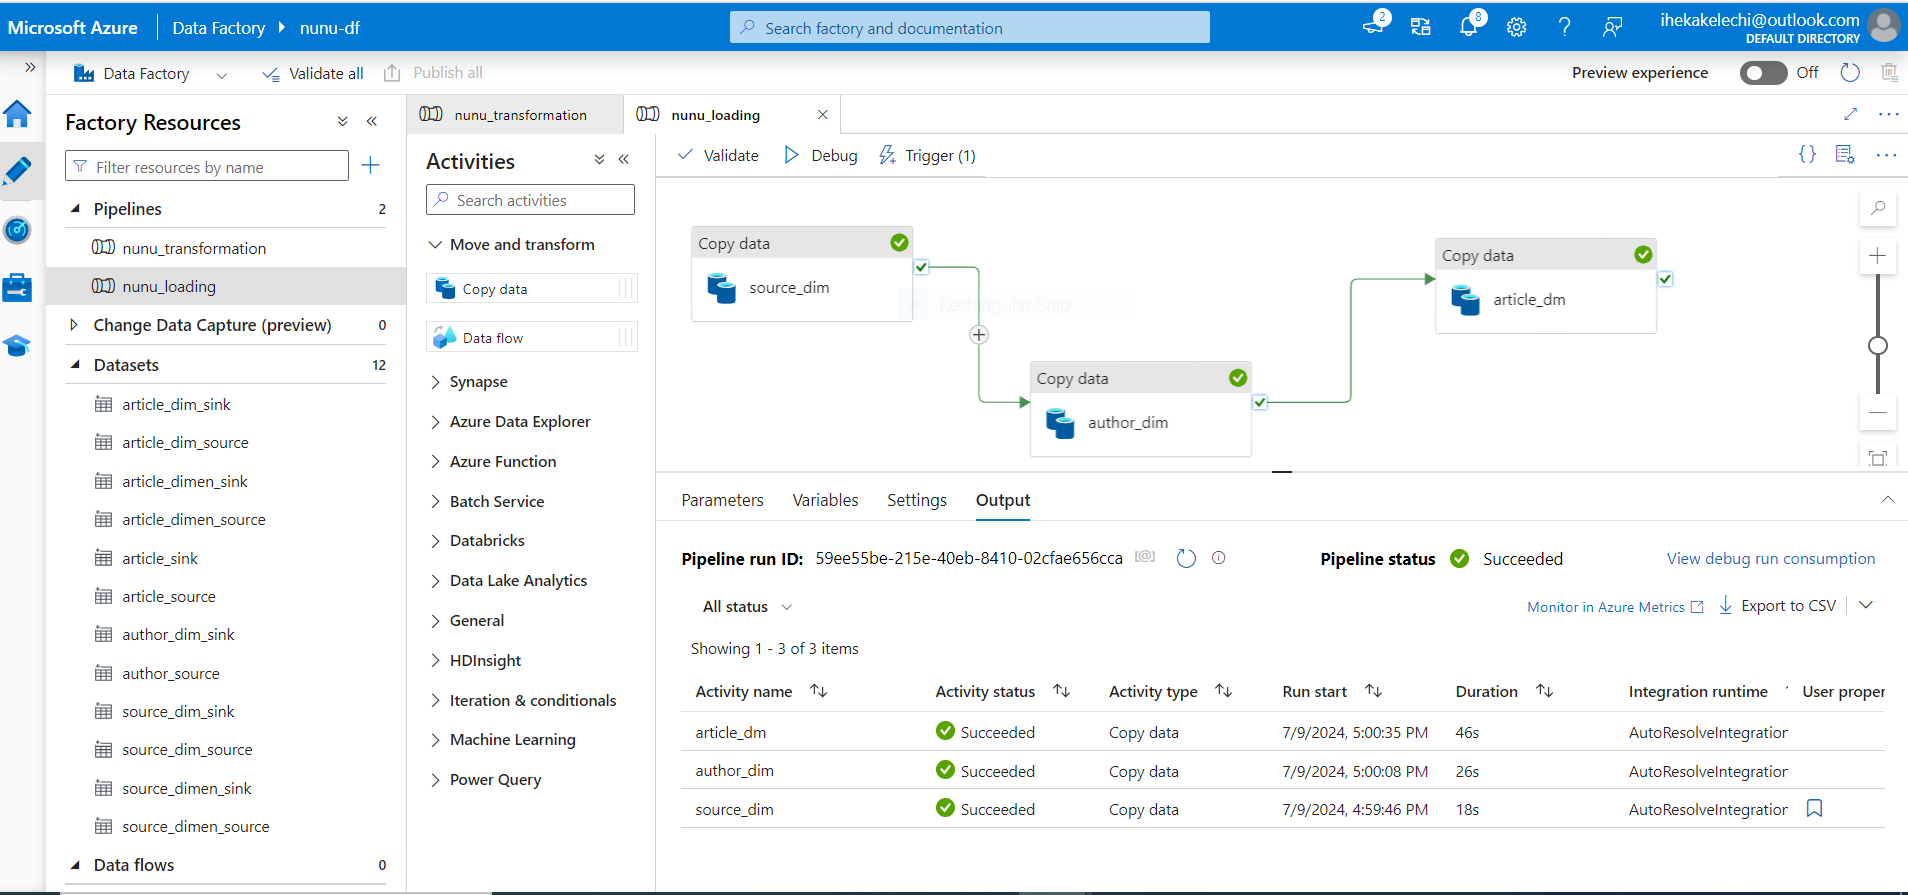 Microsoft Azure
Data Factory
nunu-df
Search factory and documentation
2
8
ihekakelechi@outlook.com
DEFAULT DIRECTORY
Data Factory
Validate all
Publish all
Preview experience
Off
Factory Resources
Filter resources by name
Pipelines 2
nunu_transformation
nunu_loading
Change Data Capture (preview) 0
Datasets 12
article_dim_sink
article_dim_source
article_dimen_sink
article_dimen_source
article_sink
article_source
author_dim_sink
author_source
source_dim_sink
source_dim_source
source_dimen_sink
source_dimen_source
Data flows 0
nunu_transformation
nunu_loading
Activities
Search activities
Move and transform
Copy data
Data flow
Synapse
Azure Data Explorer
Azure Function
Batch Service
Databricks
Data Lake Analytics
General
HDInsight
Iteration & conditionals
Machine Learning
Power Query
Validate
Debug
Trigger (1)
Copy data
source_dim
Rectangular Snip
Copy data
author_dim
Copy data
article_dm
Parameters
Variables
Settings
Output
Pipeline run ID: 59ee55be-215e-40eb-8410-02cfae656cca
Pipeline status Succeeded
View debug run consumption
All status
Monitor in Azure Metrics
Export to CSV
Showing 1 - 3 of 3 items
Activity name Activity status Activity type Run start Duration Integration runtime User proper
article_dm Succeeded Copy data 7/9/2024, 5:00:35 PM 46s AutoResolveIntegration
author_dim Succeeded Copy data 7/9/2024, 5:00:08 PM 26s AutoResolveIntegration
source_dim Succeeded Copy data 7/9/2024, 4:59:46 PM 18s AutoResolveIntegration